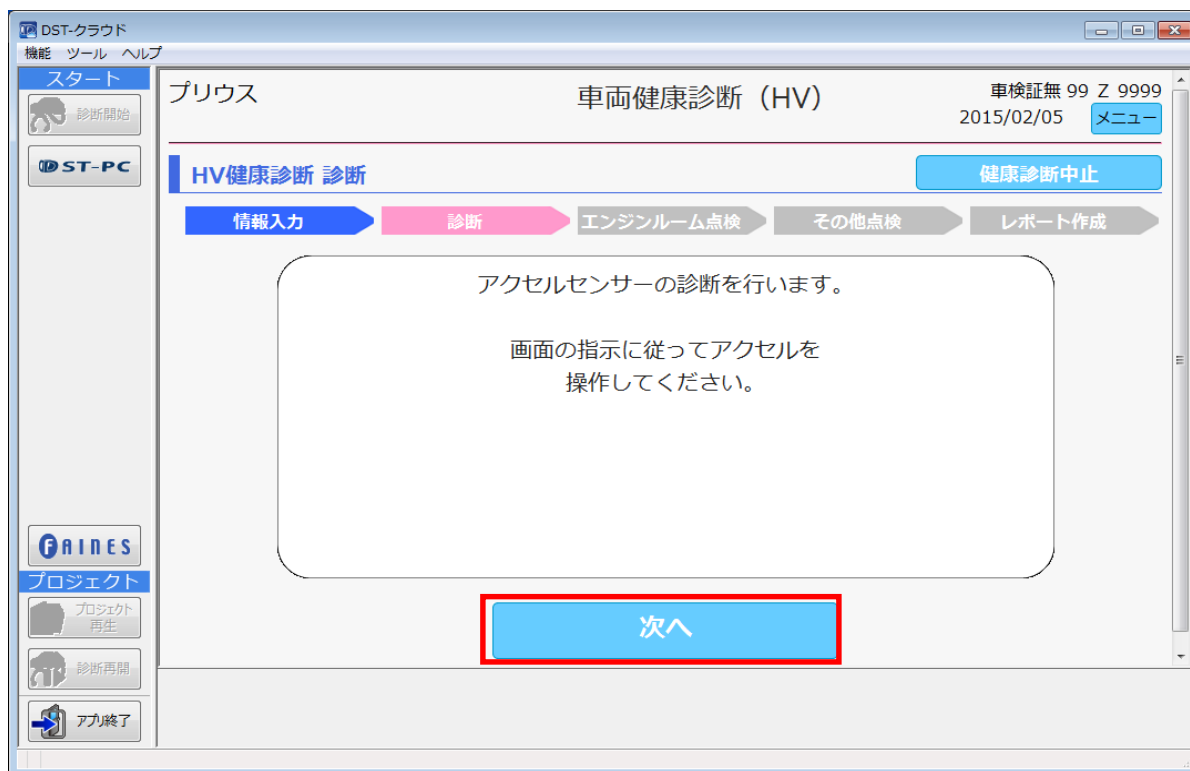 DST-クラウド
機能 ツール ヘルプ
スタート
診断開始
DST-PC
FAINES
プロジェクト
プロジェクト
再生
診断再開
アプリ終了
プリウス
車両健康診断（HV）
車検証無 99 Z 9999
2015/02/05
メニュー
HV健康診断 診断
健康診断中止
情報入力
診断
エンジンルーム点検
その他点検
レポート作成
アクセルセンサーの診断を行います。
画面の指示に従ってアクセルを
操作してください。
次へ